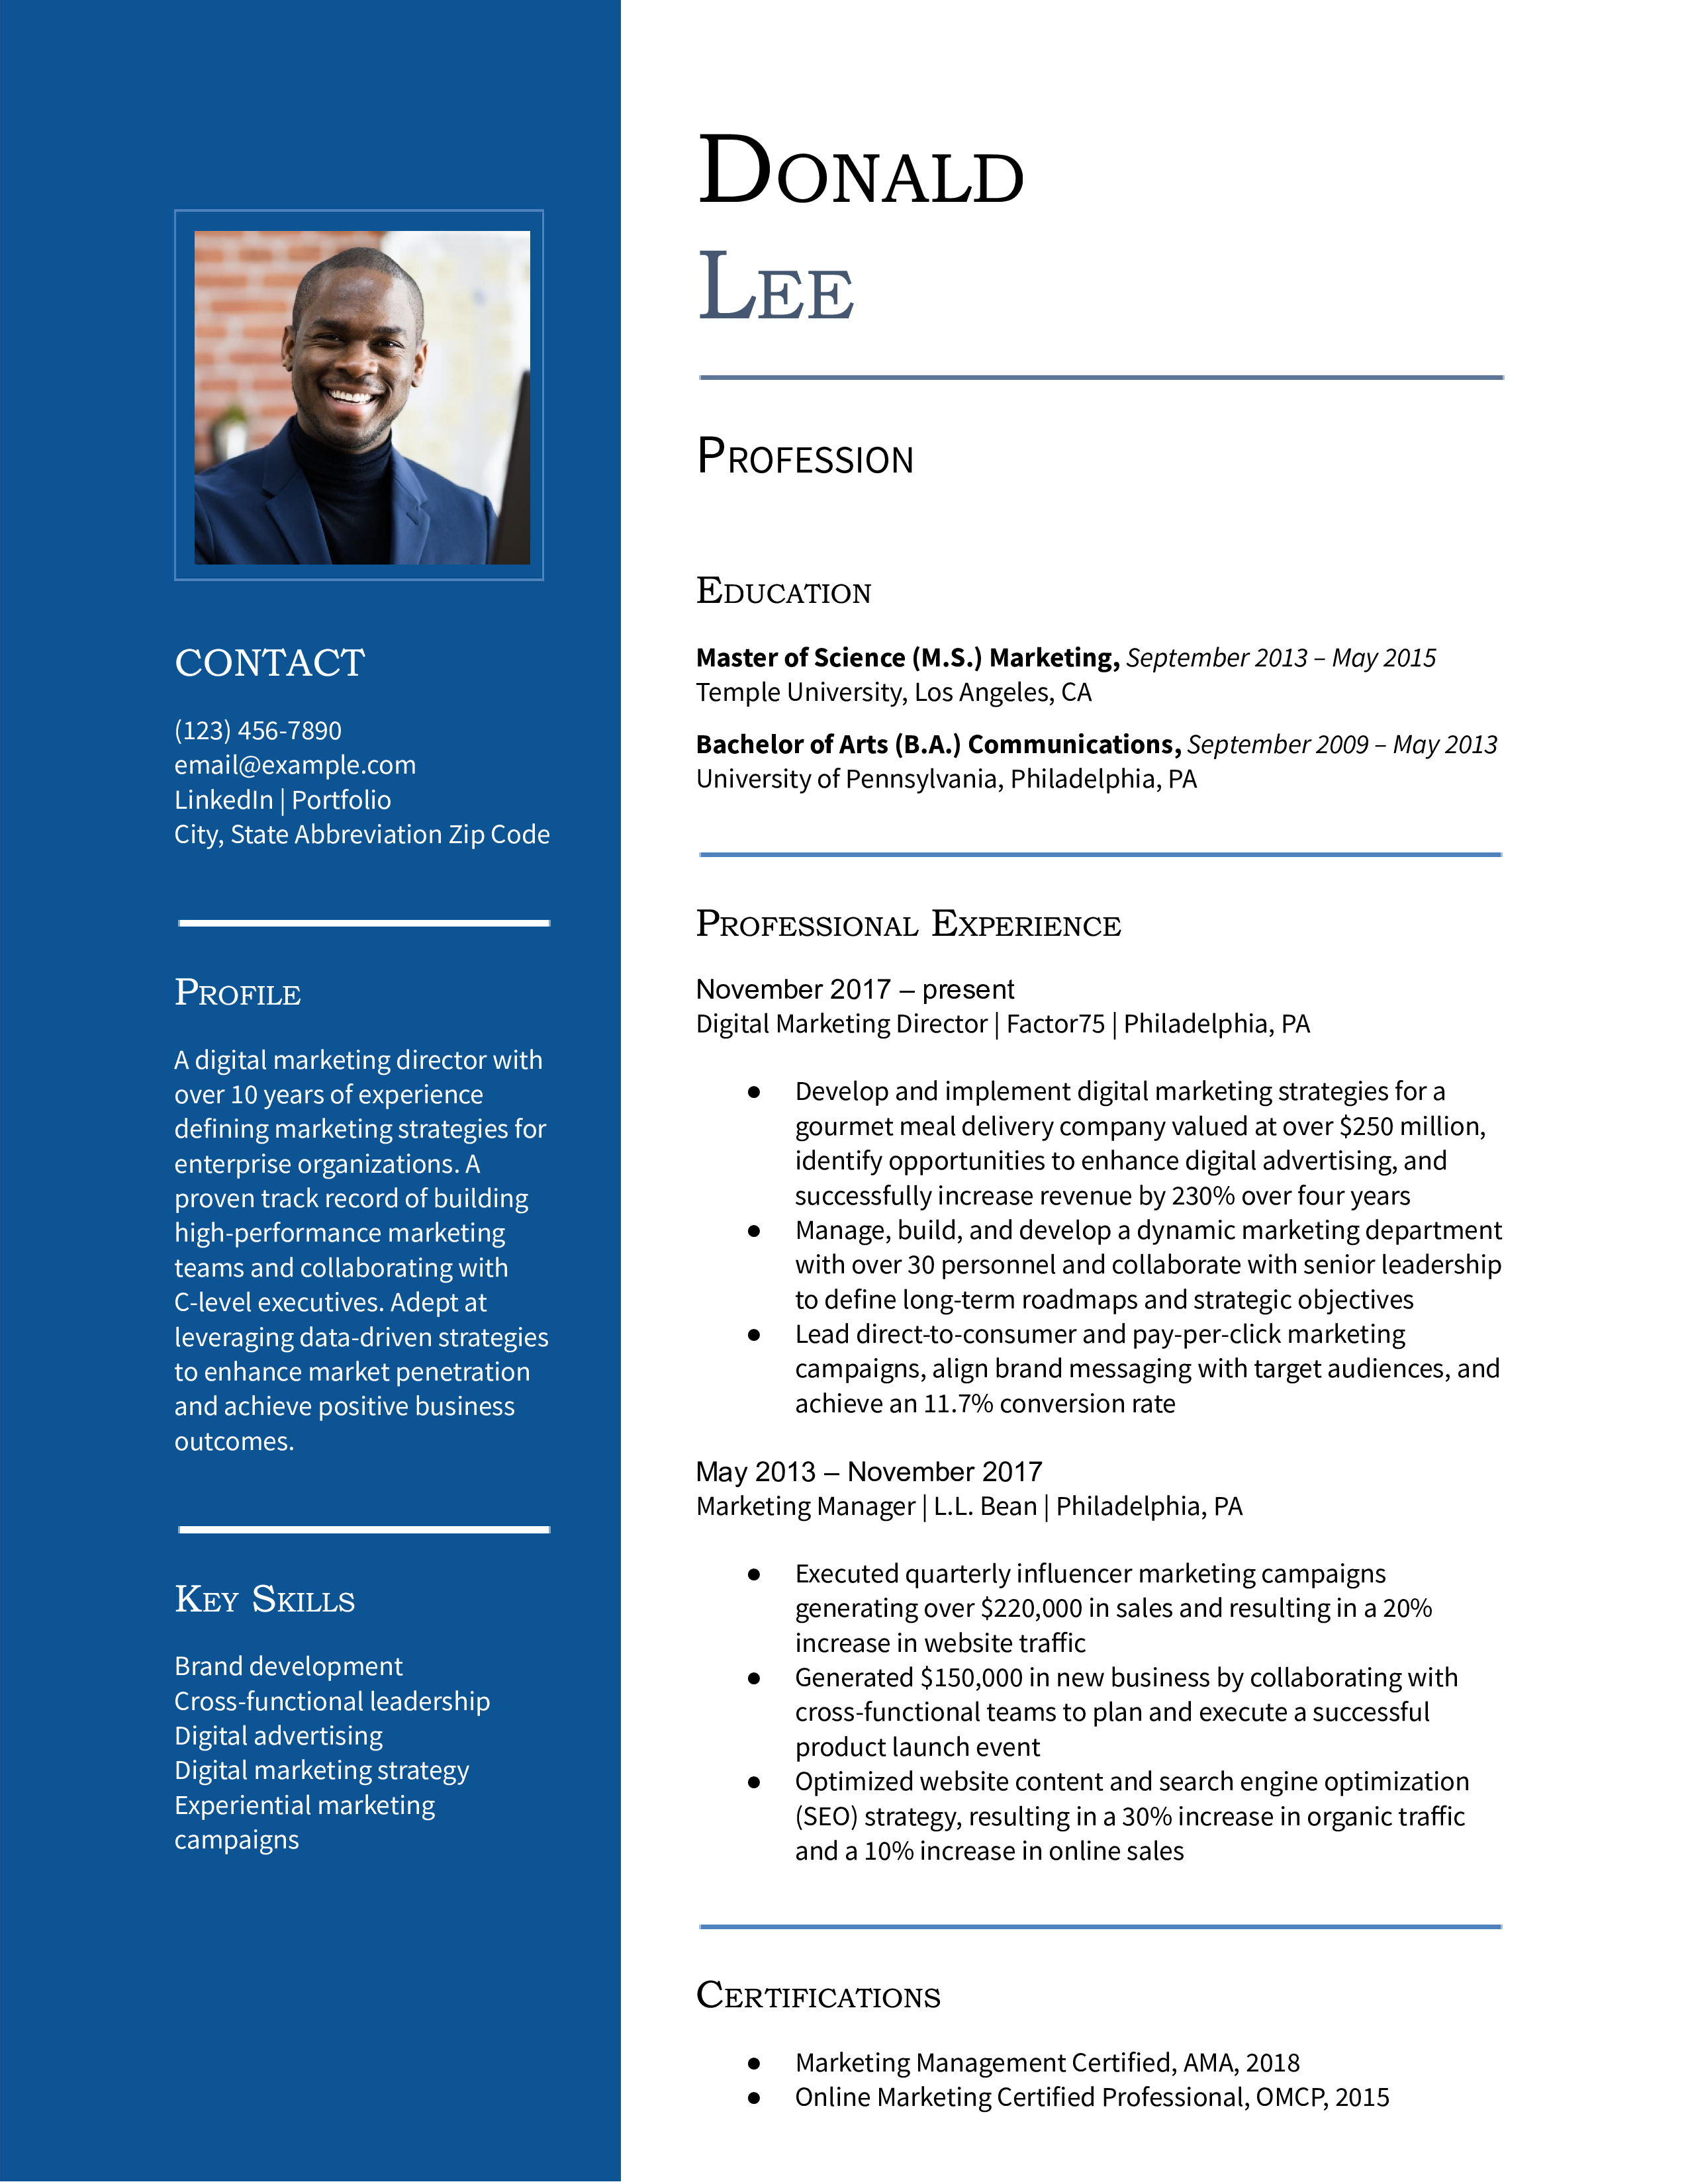 DONALD
LEE
PROFESSION
EDUCATION
Master of Science (M.S.) Marketing, September 2013 – May 2015
Temple University, Los Angeles, CA
Bachelor of Arts (B.A.) Communications, September 2009 – May 2013
University of Pennsylvania, Philadelphia, PA
PROFESSIONAL EXPERIENCE
November 2017 – present
Digital Marketing Director | Factor75 | Philadelphia, PA
● Develop and implement digital marketing strategies for a
gourmet meal delivery company valued at over $250 million,
identify opportunities to enhance digital advertising, and
successfully increase revenue by 230% over four years
● Manage, build, and develop a dynamic marketing department
with over 30 personnel and collaborate with senior leadership
to define long-term roadmaps and strategic objectives
● Lead direct-to-consumer and pay-per-click marketing
campaigns, align brand messaging with target audiences, and
achieve an 11.7% conversion rate
May 2013 – November 2017
Marketing Manager | L.L. Bean | Philadelphia, PA
● Executed quarterly influencer marketing campaigns
generating over $220,000 in sales and resulting in a 20%
increase in website traffic
● Generated $150,000 in new business by collaborating with
cross-functional teams to plan and execute a successful
product launch event
● Optimized website content and search engine optimization
(SEO) strategy, resulting in a 30% increase in organic traffic
and a 10% increase in online sales
CERTIFICATIONS
● Marketing Management Certified, AMA, 2018
● Online Marketing Certified Professional, OMCP, 2015
CONTACT
(123) 456-7890
email@example.com
LinkedIn | Portfolio
City, State Abbreviation Zip Code
PROFILE
A digital marketing director with
over 10 years of experience
defining marketing strategies for
enterprise organizations. A
proven track record of building
high-performance marketing
teams and collaborating with
C-level executives. Adept at
leveraging data-driven strategies
to enhance market penetration
and achieve positive business
outcomes.
KEY SKILLS
Brand development
Cross-functional leadership
Digital advertising
Digital marketing strategy
Experiential marketing
campaigns